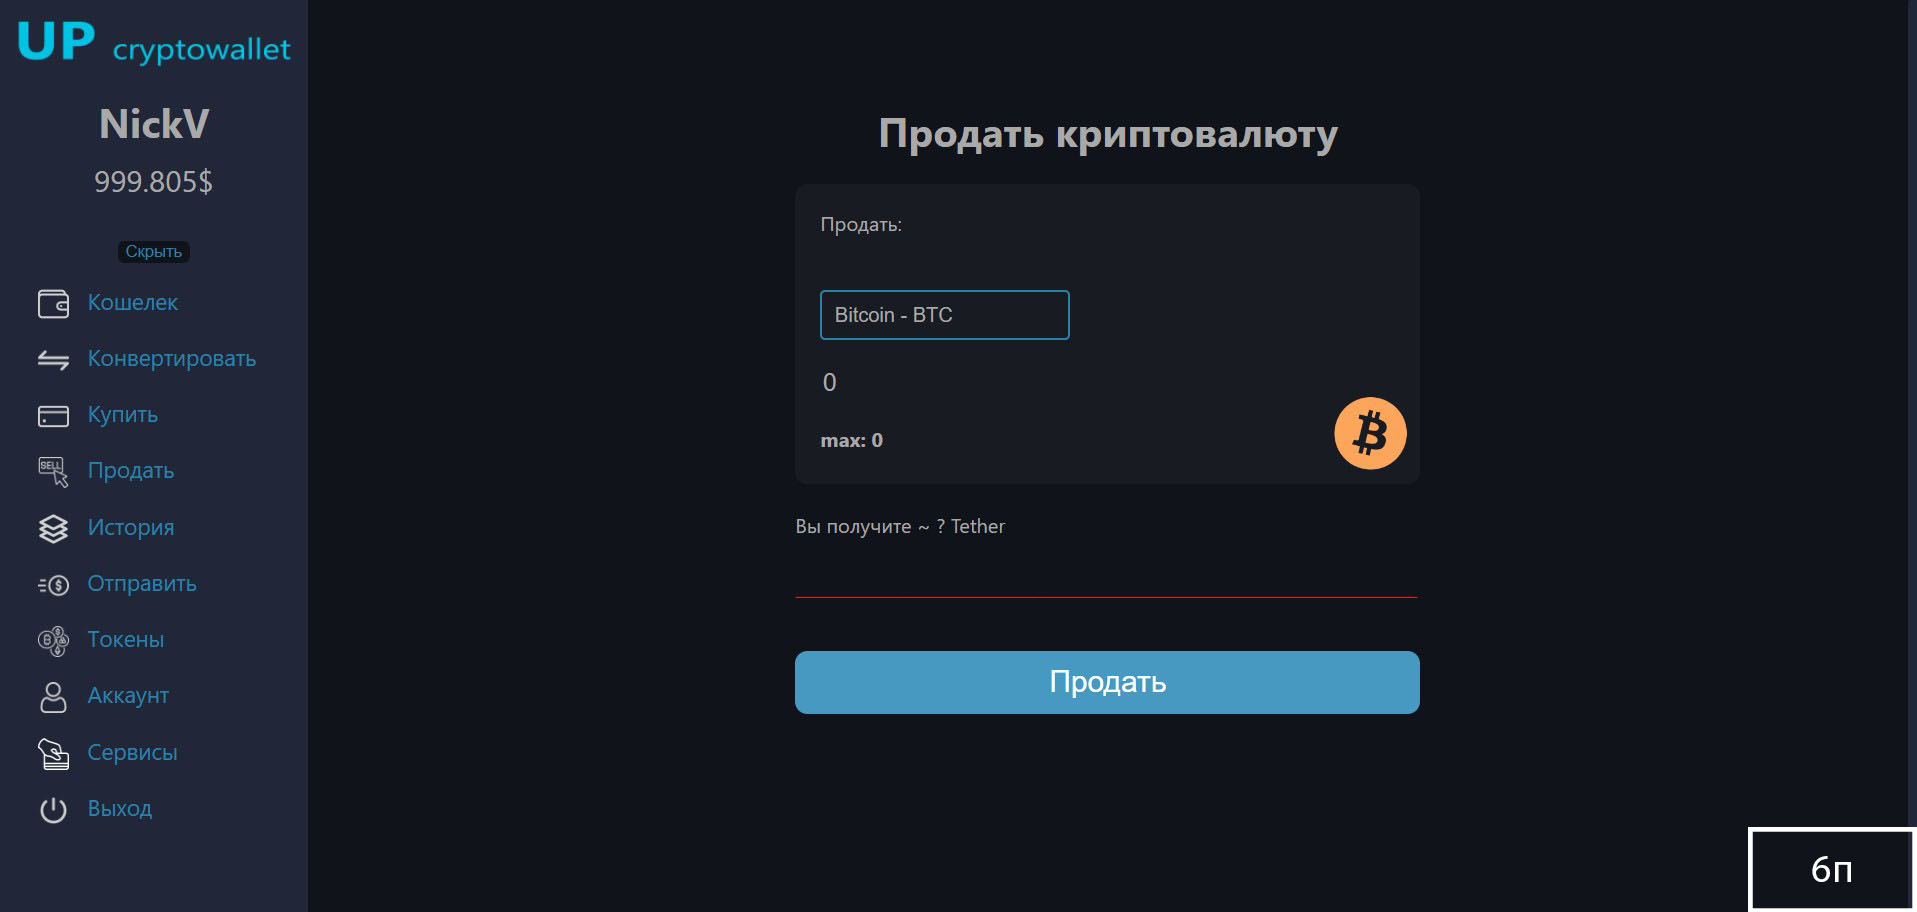 UP cryptowallet
NickV
999.805$
Скрыть
Кошелек
Конвертировать
Купить
SELL Продать
История
Отправить
Токены
Аккаунт
Сервисы
Выход
Продать криптовалюту
Продать:
Bitcoin - BTC
0
max: 0
Вы получите ~ ? Tether
Продать
6п